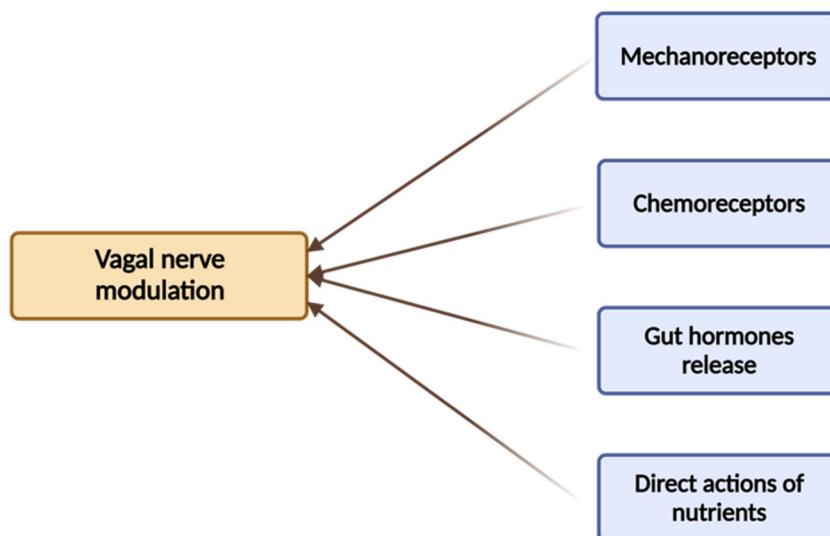 Mechanoreceptors
Chemoreceptors
Vagal nerve
modulation
Gut hormones
release
Direct actions of
nutrients